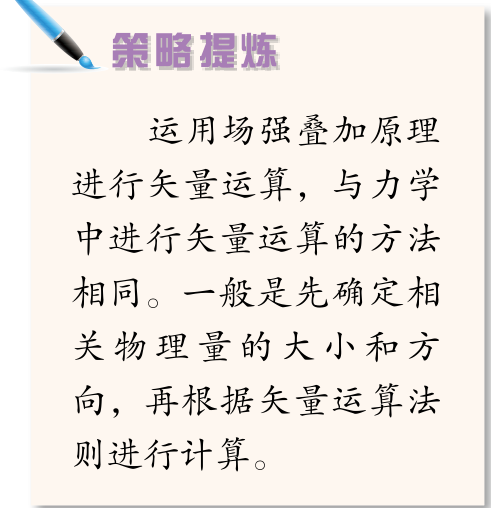 策略提炼
运用场强叠加原理
进行矢量运算，与力学
中进行矢量运算的方法
相同。一般是先确定相
关物理量的大小和方
向，再根据矢量运算法
则进行计算。